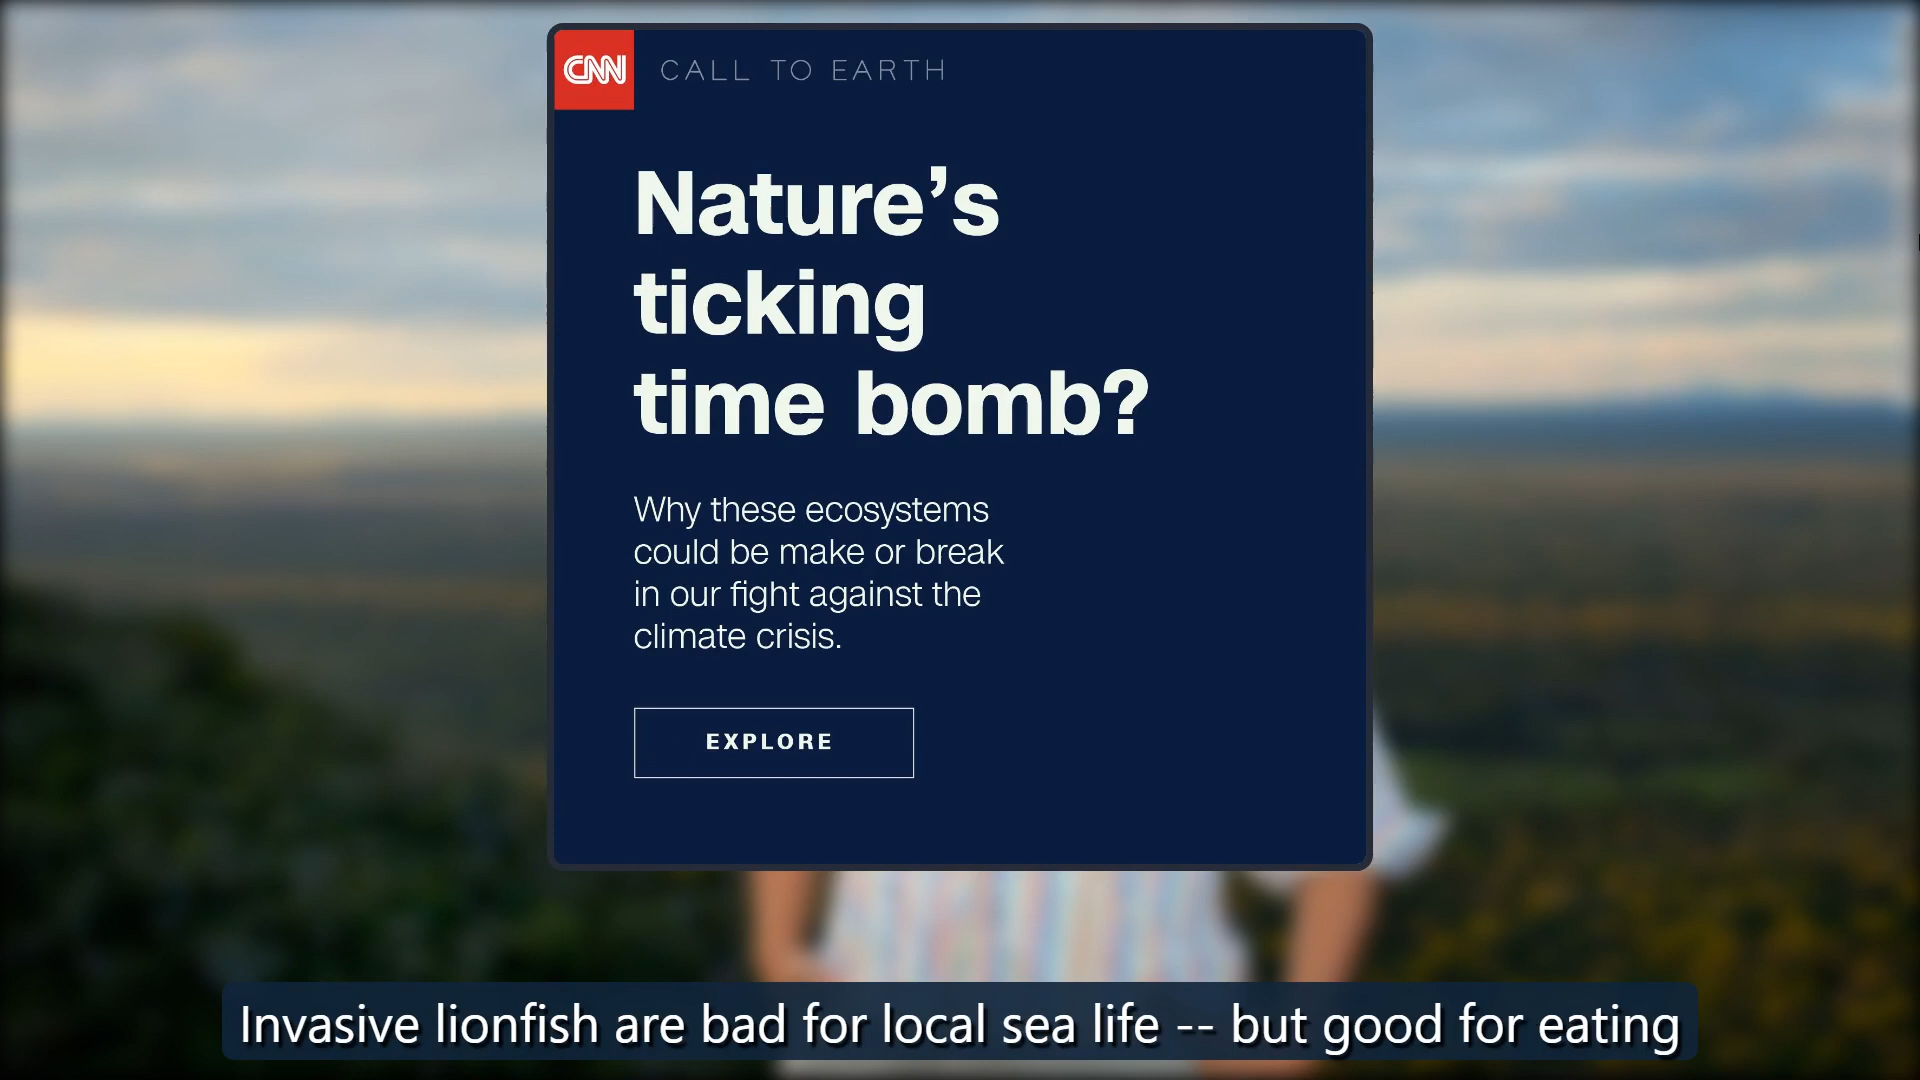 CNN CALL TO EARTH
Nature’s
ticking
time bomb?
Why these ecosystems
could be make or break
in our fight against the
climate crisis.
EXPLORE
Invasive lionfish are bad for local sea life -- but good for eating